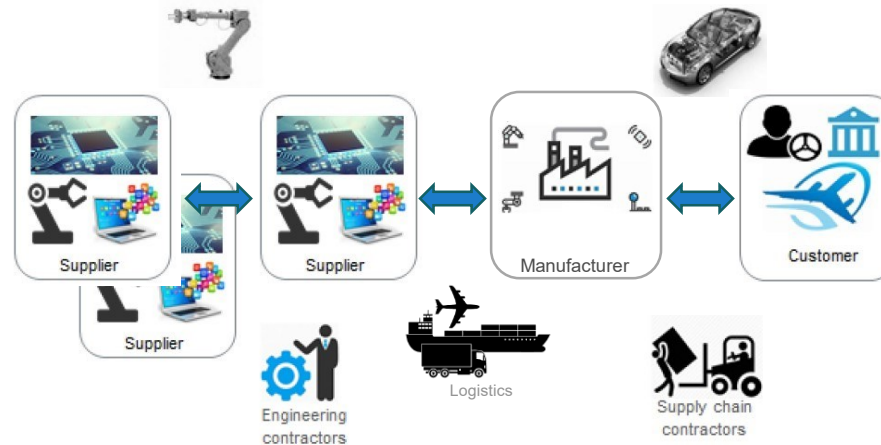 Supplier
Supplier
Manufacturer
Customer
Supplier
Logistics
Engineering
contractors
Supply chain
contractors